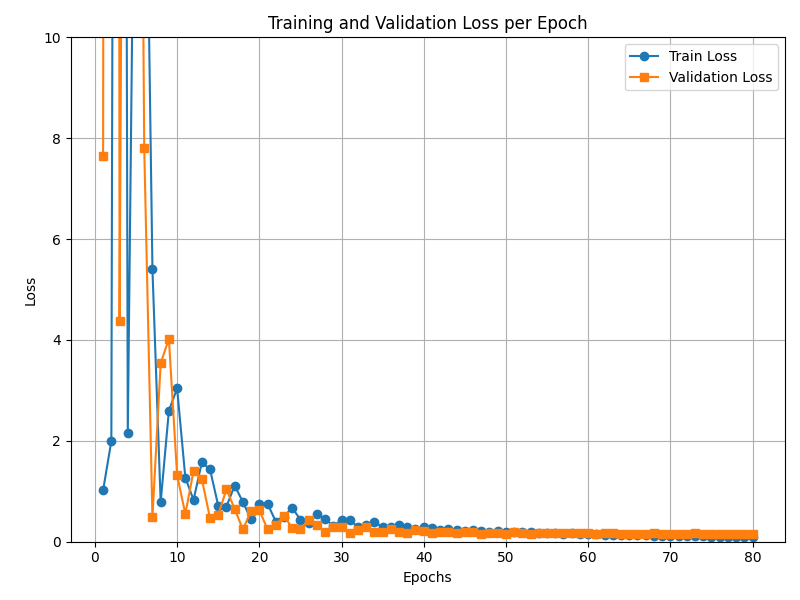 Training and Validation Loss per Epoch
10
8
6
4
2
0
Loss
Train Loss
Validation Loss
0 10 20 30 40 50 60 70 80
Epochs